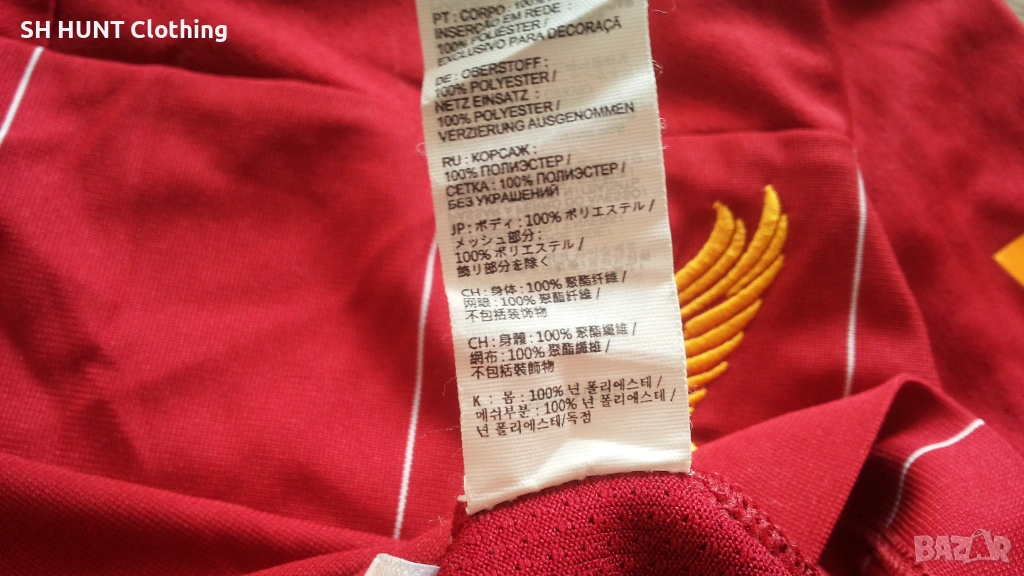 SH HUNT Clothing
PT : CORPO : 100%
INSERÇÃO EM REDE :
100% POLIÉSTER /
EXCLUSIVO PARA DECORAÇÃ
DE : OBERSTOFF :
100% POLYESTER /
NETZ EINSATZ :
100% POLYESTER /
VERZIERUNG AUSGENOMMEN
RU : КОРСАЖ :
100% ПОЛИЭСТЕР /
СЕТКА : 100% ПОЛИЭСТЕР /
БЕЗ УКРАШЕНИЙ
JP : ボディ : 100% ポリエステル /
メッシュ部分 :
100% ポリエステル /
飾り部分を除く
CH : 身体 : 100% 聚酯纤维 /
网眼 : 100% 聚酯纤维 /
不包括装饰物
CH : 身體 : 100% 聚酯纖維 /
網布 : 100% 聚酯纖維 /
不包括裝飾物
K : 몸 : 100% 넌 폴리에스테 /
메쉬부분 : 100% 넌 폴리에스테 /
넌 폴리에스테/독점
BAZAR